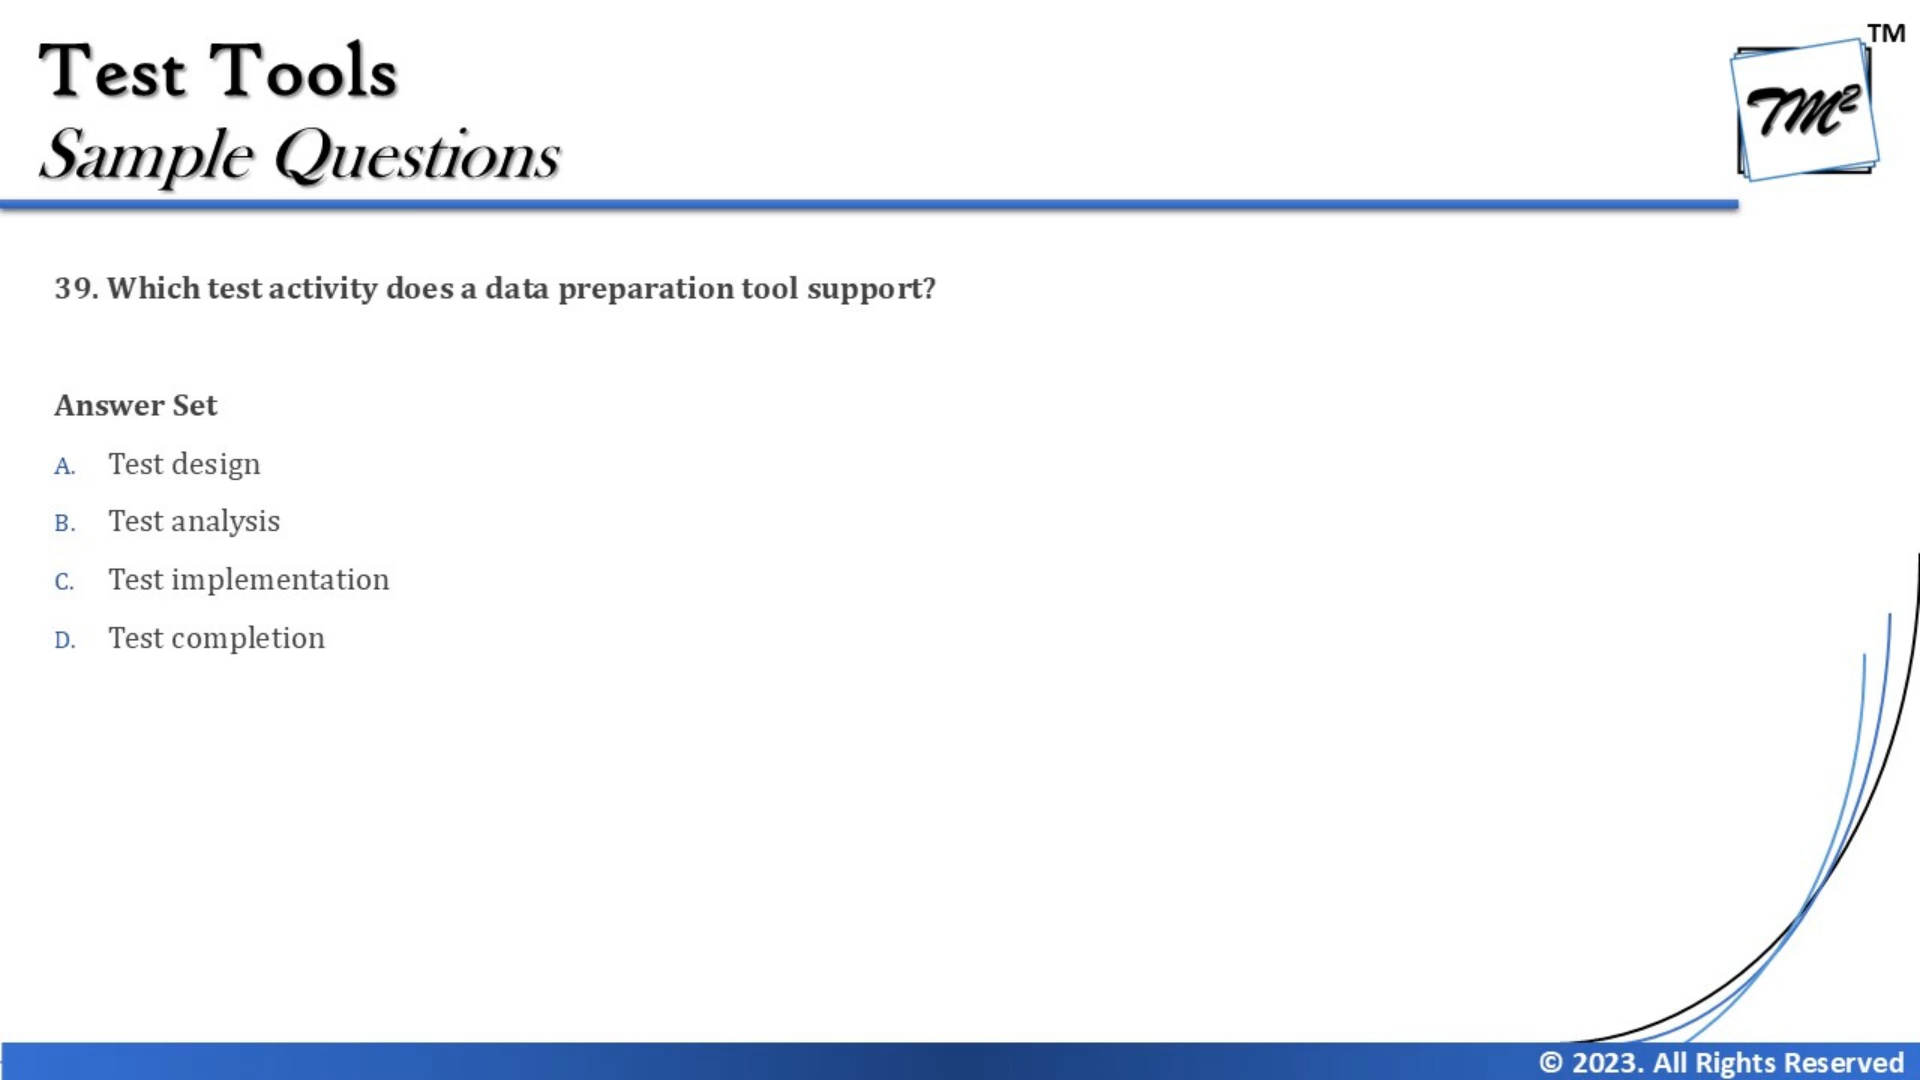 Test Tools
Sample Questions
TM
TM²
39. Which test activity does a data preparation tool support?
Answer Set
A. Test design
B. Test analysis
C. Test implementation
D. Test completion
© 2023. All Rights Reserved